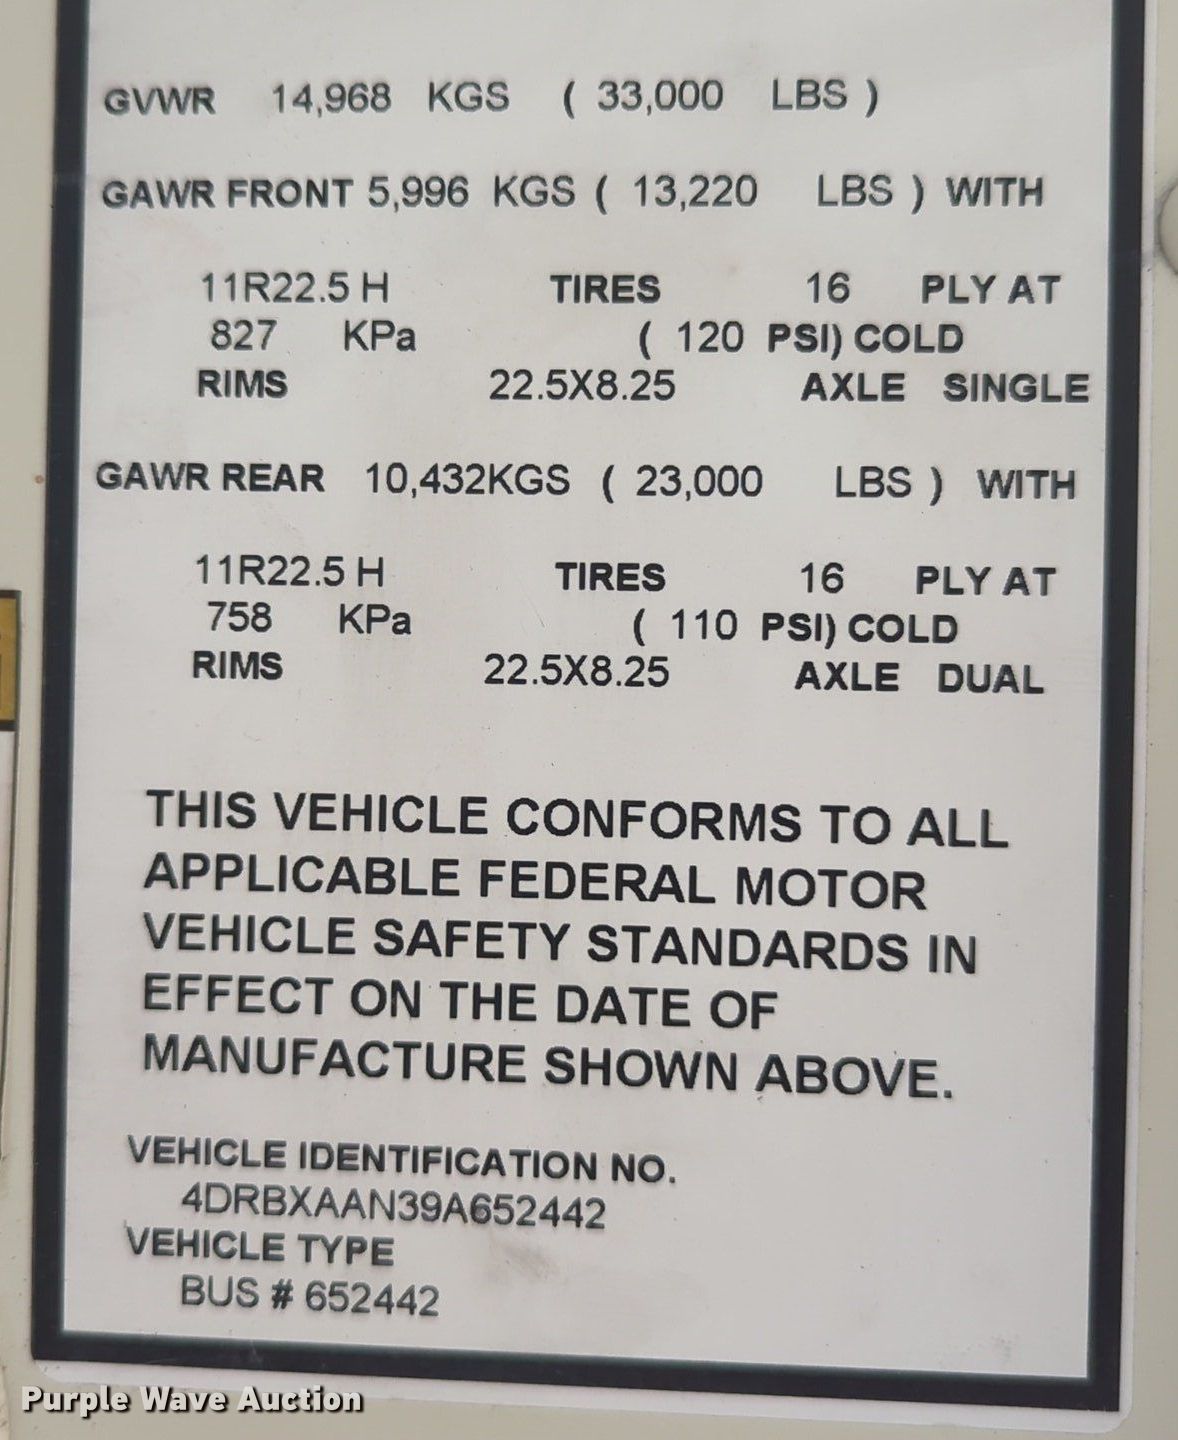 GVWR 14,968 KGS ( 33,000 LBS )
GAWR FRONT 5,996 KGS ( 13,220 LBS ) WITH
11R22.5 H TIRES 16 PLY AT
827 KPa ( 120 PSI) COLD
RIMS 22.5X8.25 AXLE SINGLE
GAWR REAR 10,432KGS ( 23,000 LBS ) WITH
11R22.5 H TIRES 16 PLY AT
758 KPa ( 110 PSI) COLD
RIMS 22.5X8.25 AXLE DUAL
THIS VEHICLE CONFORMS TO ALL
APPLICABLE FEDERAL MOTOR
VEHICLE SAFETY STANDARDS IN
EFFECT ON THE DATE OF
MANUFACTURE SHOWN ABOVE.
VEHICLE IDENTIFICATION NO.
4DRBXAAN39A652442
VEHICLE TYPE
BUS # 652442
Purple Wave Auction